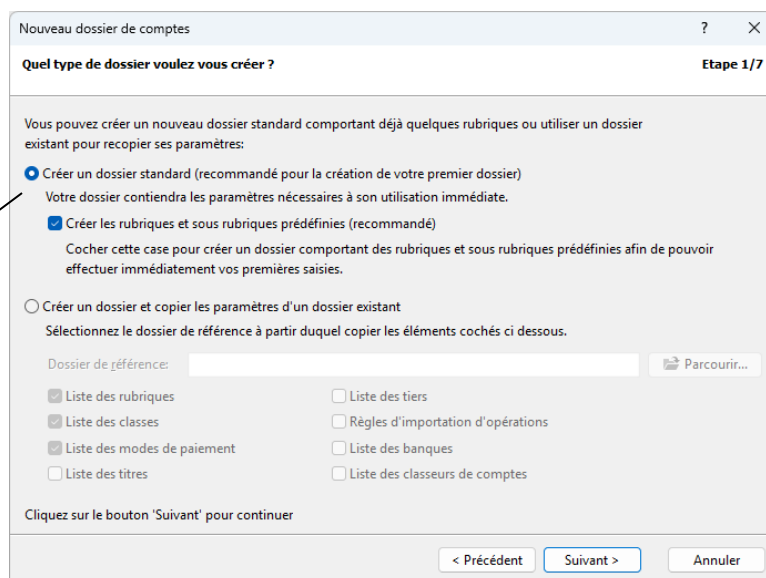 Nouveau dossier de comptes ?
Quel type de dossier voulez vous créer ? Etape 1/7
Vous pouvez créer un nouveau dossier standard comportant déjà quelques rubriques ou utiliser un dossier
existant pour recopier ses paramètres:
Créer un dossier standard (recommandé pour la création de votre premier dossier)
Votre dossier contiendra les paramètres nécessaires à son utilisation immédiate.
Créer les rubriques et sous rubriques prédéfinies (recommandé)
Cocher cette case pour créer un dossier comportant des rubriques et sous rubriques prédéfinies afin de pouvoir
effectuer immédiatement vos premières saisies.
Créer un dossier et copier les paramètres d'un dossier existant
Sélectionnez le dossier de référence à partir duquel copier les éléments cochés ci dessous.
Dossier de référence: Parcourir...
Liste des rubriques Liste des tiers
Liste des classes Règles d'importation d'opérations
Liste des modes de paiement Liste des banques
Liste des titres Liste des classeurs de comptes
Cliquez sur le bouton 'Suivant' pour continuer
< Précédent Suivant > Annuler